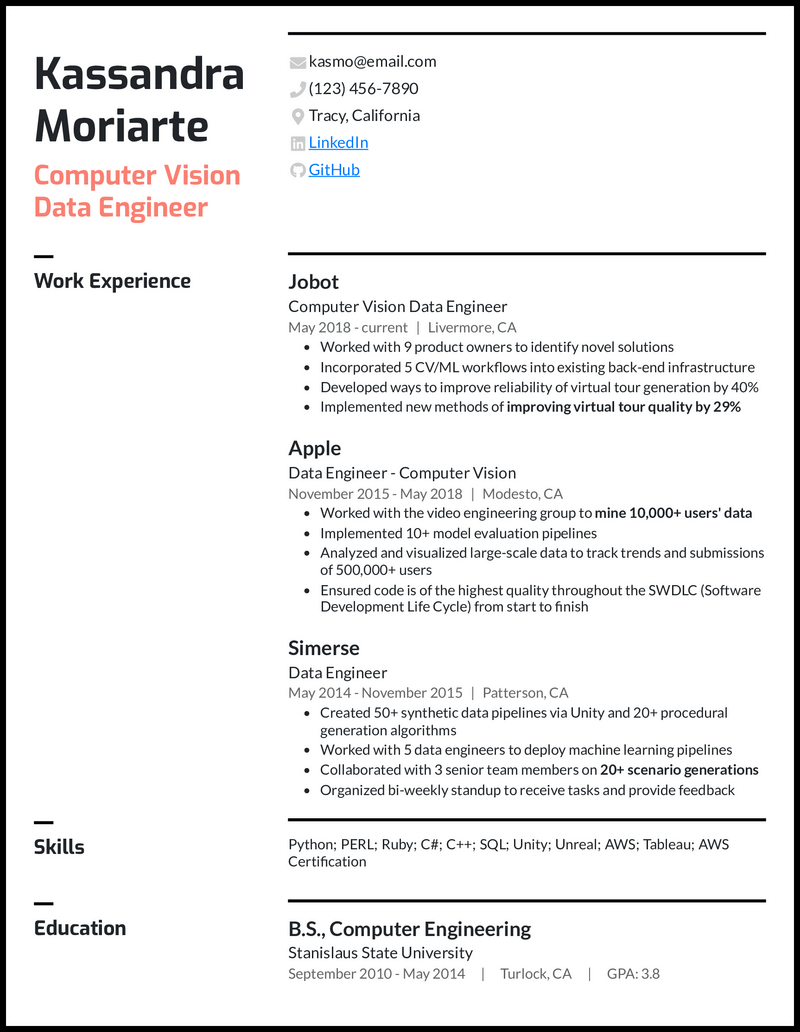 Kassandra
Moriarte
Computer Vision
Data Engineer
kasmo@email.com
(123) 456-7890
Tracy, California
LinkedIn
GitHub
Work Experience
Jobot
Computer Vision Data Engineer
May 2018 - current | Livermore, CA
• Worked with 9 product owners to identify novel solutions
• Incorporated 5 CV/ML workflows into existing back-end infrastructure
• Developed ways to improve reliability of virtual tour generation by 40%
• Implemented new methods of improving virtual tour quality by 29%
Apple
Data Engineer - Computer Vision
November 2015 - May 2018 | Modesto, CA
• Worked with the video engineering group to mine 10,000+ users' data
• Implemented 10+ model evaluation pipelines
• Analyzed and visualized large-scale data to track trends and submissions
of 500,000+ users
• Ensured code is of the highest quality throughout the SWDLC (Software
Development Life Cycle) from start to finish
Simerse
Data Engineer
May 2014 - November 2015 | Patterson, CA
• Created 50+ synthetic data pipelines via Unity and 20+ procedural
generation algorithms
• Worked with 5 data engineers to deploy machine learning pipelines
• Collaborated with 3 senior team members on 20+ scenario generations
• Organized bi-weekly standup to receive tasks and provide feedback
Skills
Python; PERL; Ruby; C#; C++; SQL; Unity; Unreal; AWS; Tableau; AWS
Certification
Education
B.S., Computer Engineering
Stanislaus State University
September 2010 - May 2014 | Turlock, CA | GPA: 3.8